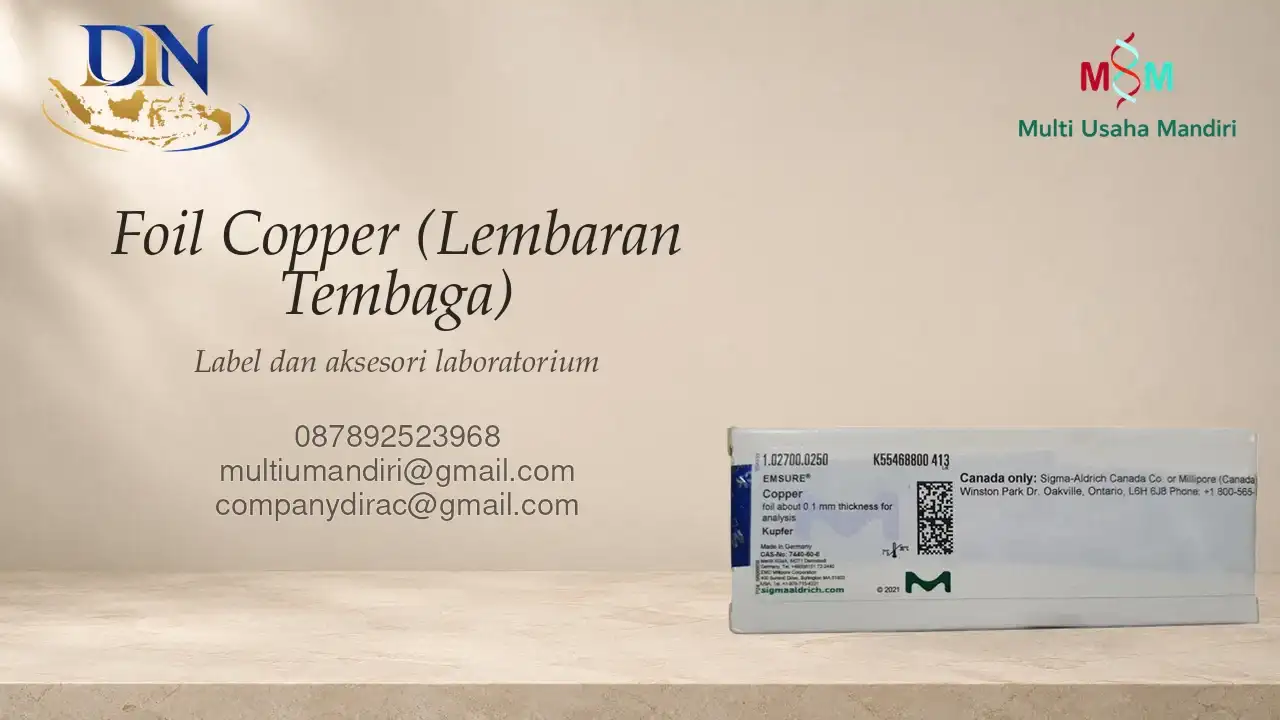 DIN
M M
Multi Usaha Mandiri
Foil Copper (Lembaran
Tembaga)
Label dan aksesori laboratorium
087892523968
multiumandiri@gmail.com
companydirac@gmail.com
1.02700.0250 K55468800 413
EMSURE®
Copper
foil about 0.1 mm thickness for
analysis
Kupfer
Made in Germany
CAS-No: 7440-50-8
sigmaaldrich.com
© 2021
Canada only: Sigma-Aldrich Canada Co. or Millipore (Canada)
Winston Park Dr. Oakville, Ontario, L6H 6J8 Phone: +1 800-565-